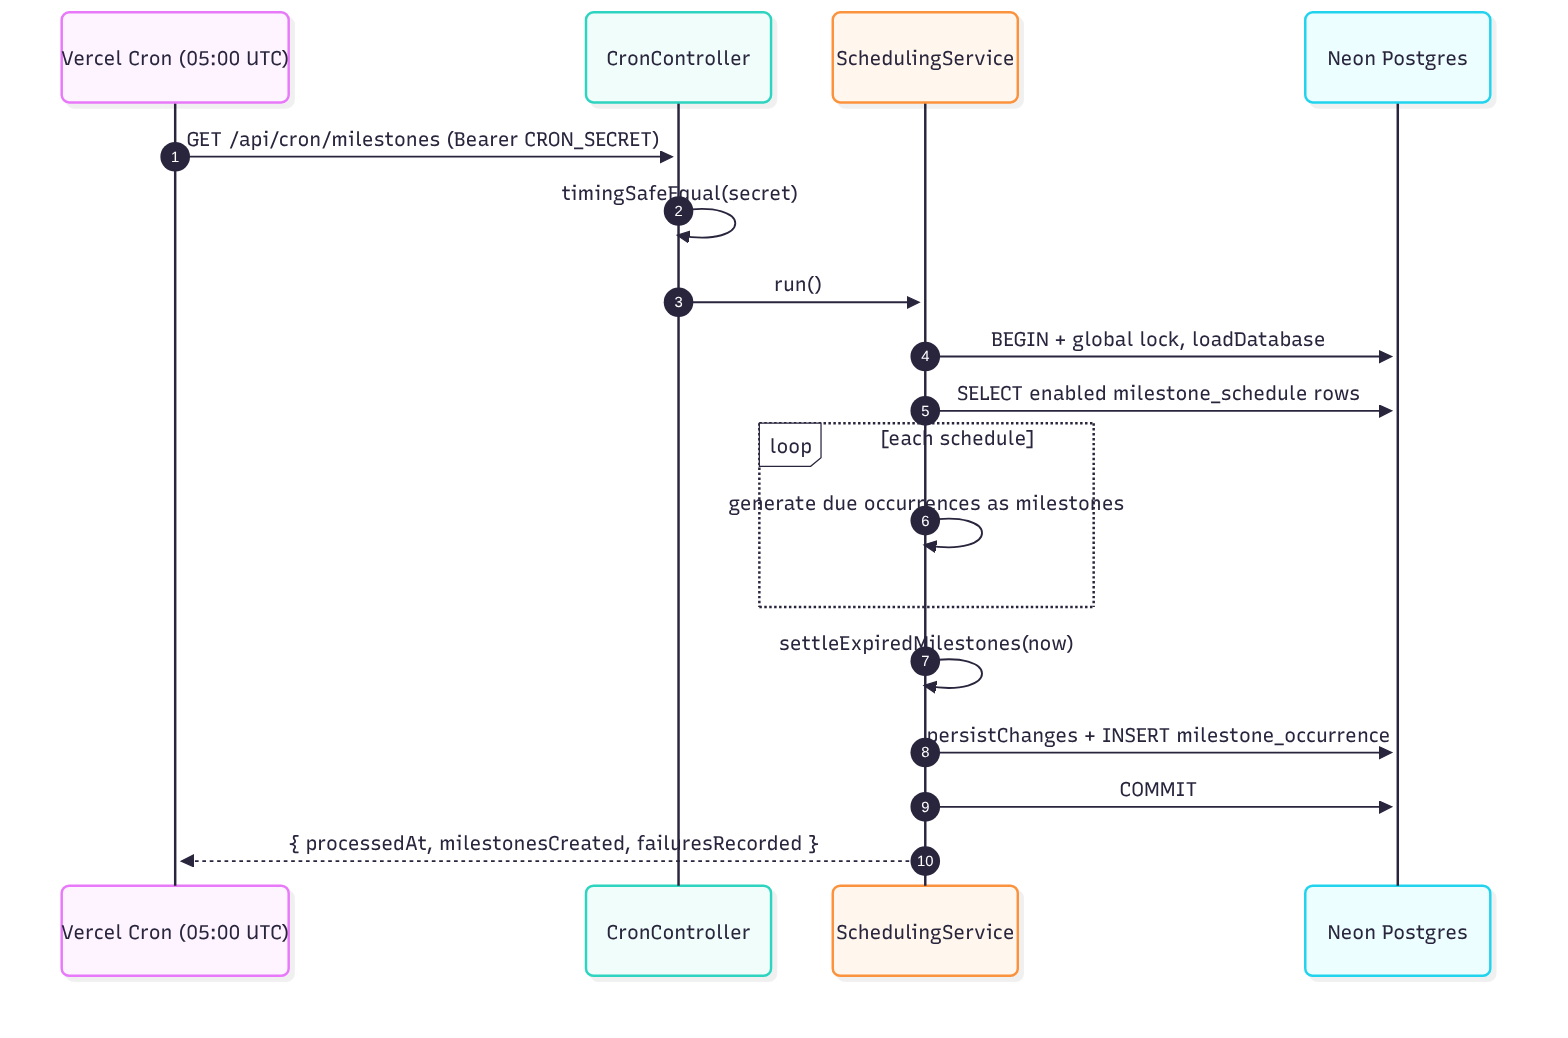 Vercel Cron (05:00 UTC)
CronController
SchedulingService
Neon Postgres
GET /api/cron/milestones (Bearer CRON_SECRET)
1
timingSafeEqual(secret)
2
run()
3
BEGIN + global lock, loadDatabase
4
SELECT enabled milestone_schedule rows
5
loop
[each schedule]
generate due occurrences as milestones
6
settleExpiredMilestones(now)
7
persistChanges + INSERT milestone_occurrence
8
COMMIT
9
{ processedAt, milestonesCreated, failuresRecorded }
10
Vercel Cron (05:00 UTC)
CronController
SchedulingService
Neon Postgres